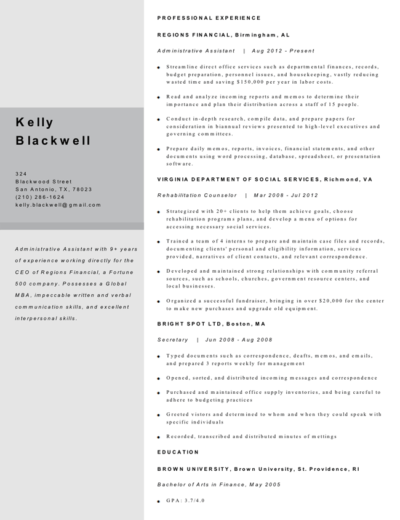 Kelly
Blackwell
324
Blackwood Street
San Antonio, TX, 78023
(210) 286-1624
kelly.blackwell@gmail.com
Administrative Assistant with 9+ years
of experience working directly for the
CEO of Regions Financial, a Fortune
500 company. Possesses a Global
MBA, impeccable written and verbal
communication skills, and excellent
interpersonal skills.
PROFESSIONAL EXPERIENCE
REGIONS FINANCIAL, Birmingham, AL
Administrative Assistant | Aug 2012 - Present
■ Streamline direct office services such as departmental finances, records,
budget preparation, personnel issues, and housekeeping, vastly reducing
wasted time and saving $150,000 per year in labor costs.
■ Read and analyze incoming reports and memos to determine their
importance and plan their distribution across a staff of 15 people.
■ Conduct in-depth research, compile data, and prepare papers for
consideration in biannual reviews presented to high-level executives and
governing committees.
■ Prepare daily memos, reports, invoices, financial statements, and other
documents using word processing, database, spreadsheet, or presentation
software.
VIRGINIA DEPARTMENT OF SOCIAL SERVICES, Richmond, VA
Rehabilitation Counselor | Mar 2008 - Jul 2012
■ Strategized with 20+ clients to help them achieve goals, choose
rehabilitation programs plans, and develop a menu of options for
accessing necessary social services.
■ Trained a team of 4 interns to prepare and maintain case files and records,
documenting clients' personal and eligibility information, services
provided, narratives of client contacts, and relevant correspondence.
■ Developed and maintained strong relationships with community referral
sources, such as schools, churches, government resource centers, and
local businesses.
■ Organized a successful fundraiser, bringing in over $20,000 for the center
to make new purchases and upgrade old equipment.
BRIGHT SPOT LTD, Boston, MA
Secretary | Jun 2008 - Aug 2008
■ Typed documents such as correspondence, drafts, memos, and emails,
and prepared 3 reports weekly for management
■ Opened, sorted, and distributed incoming messages and correspondence
■ Purchased and maintained office supply inventories, and being careful to
adhere to budgeting practices
■ Greeted visitors and determined to whom and when they could speak with
specific individuals
■ Recorded, transcribed and distributed minutes of meetings
EDUCATION
BROWN UNIVERSITY, Brown University, St. Providence, RI
Bachelor of Arts in Finance, May 2005
■ GPA: 3.7/4.0